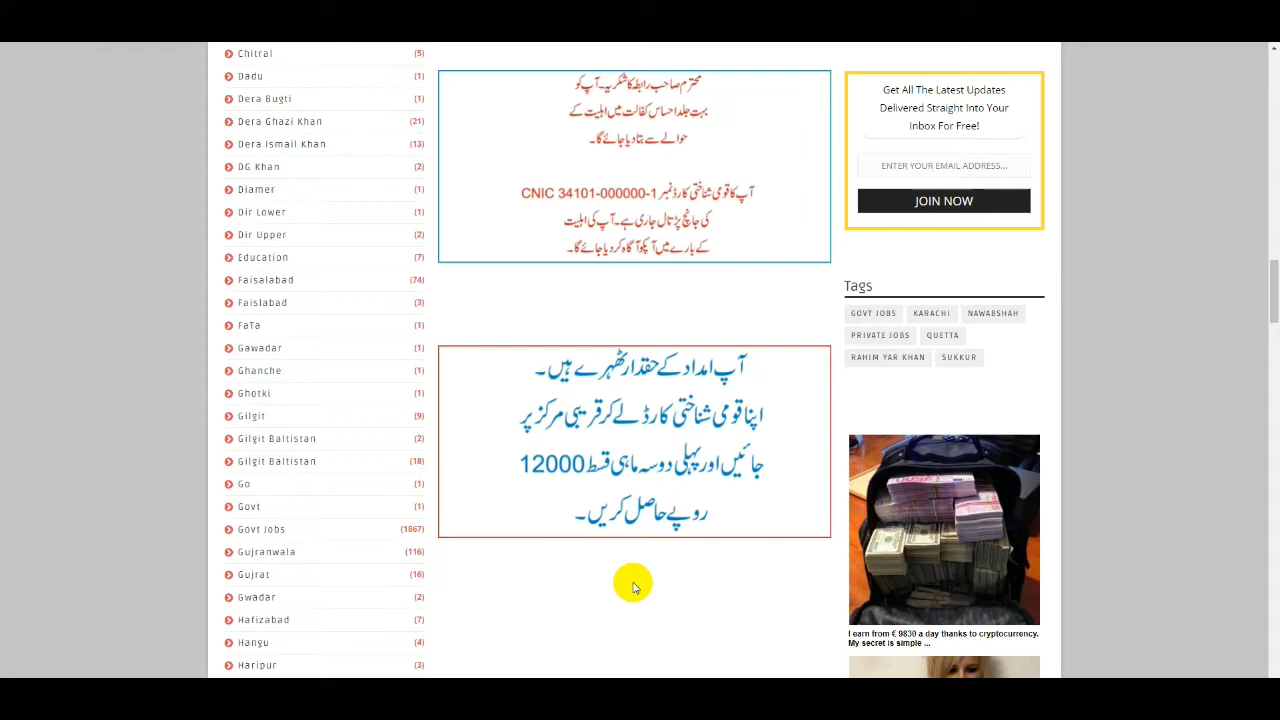 Chitral (5)
Dadu (1)
Dera Bugti (1)
Dera Ghazi Khan (21)
Dera Ismail Khan (13)
DG Khan (2)
Diamer (1)
Dir Lower (1)
Dir Upper (2)
Education (7)
Faisalabad (74)
Faislabad (3)
FaTa (1)
Gawadar (1)
Ghanche (1)
Ghotki (1)
Gilgit (9)
Gilgit Baltistan (2)
Gilgit Baltistan (18)
Go (1)
Govt (1)
Govt Jobs (1867)
Gujranwala (116)
Gujrat (16)
Gwadar (2)
Hafizabad (7)
Hangu (4)
Haripur (3)
محترم صاحب رابطہ کا شکریہ۔ آپ کو
بہت جلد احساس کفالت میں اہلیت کے
حوالے سے بتا دیا جائے گا۔
آپ کا قومی شناختی کارڈ نمبر CNIC 34101-000000-1
کی جانچ پڑتال جاری ہے۔ آپ کی اہلیت
کے بارے میں آپکو آگاہ کر دیا جائے گا۔
آپ امداد کے حقدار ٹھہرے ہیں۔
اپنا قومی شناختی کارڈ لے کر قریبی مرکز پر
جائیں اور پہلی دو سہ ماہی قسط 12000
روپے حاصل کریں۔
Get All The Latest Updates
Delivered Straight Into Your
Inbox For Free!
ENTER YOUR EMAIL ADDRESS...
JOIN NOW
Tags
GOVT JOBS KARACHI NAWABSHAH
PRIVATE JOBS QUETTA
RAHIM YAR KHAN SUKKUR
I earn from € 9830 a day thanks to cryptocurrency.
My secret is simple ...